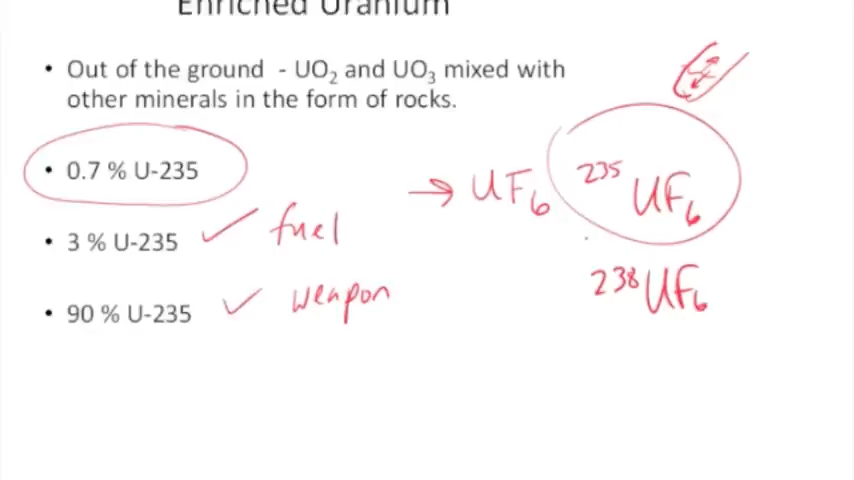 Enriched Uranium
• Out of the ground - UO₂ and UO₃ mixed with
other minerals in the form of rocks.
• 0.7 % U-235
→ UF₆ ²³⁵UF₆
• 3 % U-235 ✓ fuel
²³⁸UF₆
• 90 % U-235 ✓ weapon